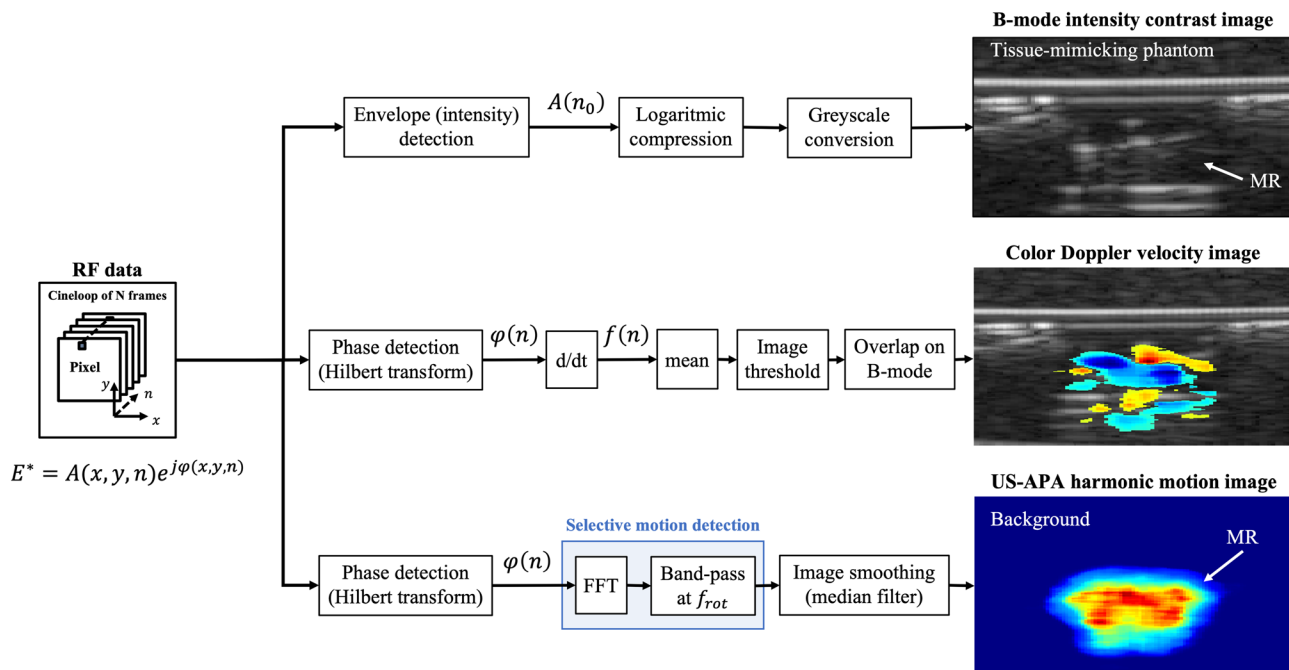 B-mode intensity contrast image
Tissue-mimicking phantom
MR
Envelope (intensity)
detection
A(n₀)
Logaritmic
compression
Greyscale
conversion
Color Doppler velocity image
RF data
Cineloop of N frames
Pixel
y
n
x
E* = A(x, y, n)e^{jφ(x,y,n)}
Phase detection
(Hilbert transform)
φ(n)
d/dt
f(n)
mean
Image
threshold
Overlap on
B-mode
US-APA harmonic motion image
Background
MR
Selective motion detection
Phase detection
(Hilbert transform)
φ(n)
FFT
Band-pass
at f_{rot}
Image smoothing
(median filter)